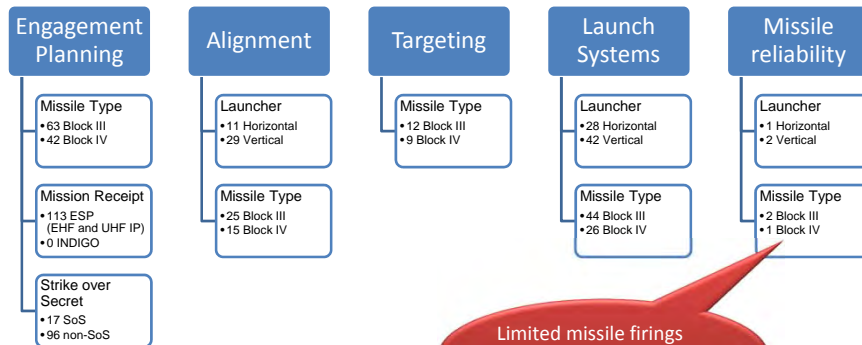 Engagement
Planning
Missile Type
• 63 Block III
• 42 Block IV
Mission Receipt
• 113 ESP
(EHF and UHF IP)
• 0 INDIGO
Strike over
Secret
• 17 SoS
• 96 non-SoS
Alignment
Launcher
• 11 Horizontal
• 29 Vertical
Missile Type
• 25 Block III
• 15 Block IV
Targeting
Missile Type
• 12 Block III
• 9 Block IV
Launch
Systems
Launcher
• 28 Horizontal
• 42 Vertical
Missile Type
• 44 Block III
• 26 Block IV
Missile
reliability
Launcher
• 1 Horizontal
• 2 Vertical
Missile Type
• 2 Block III
• 1 Block IV
Limited missile firings